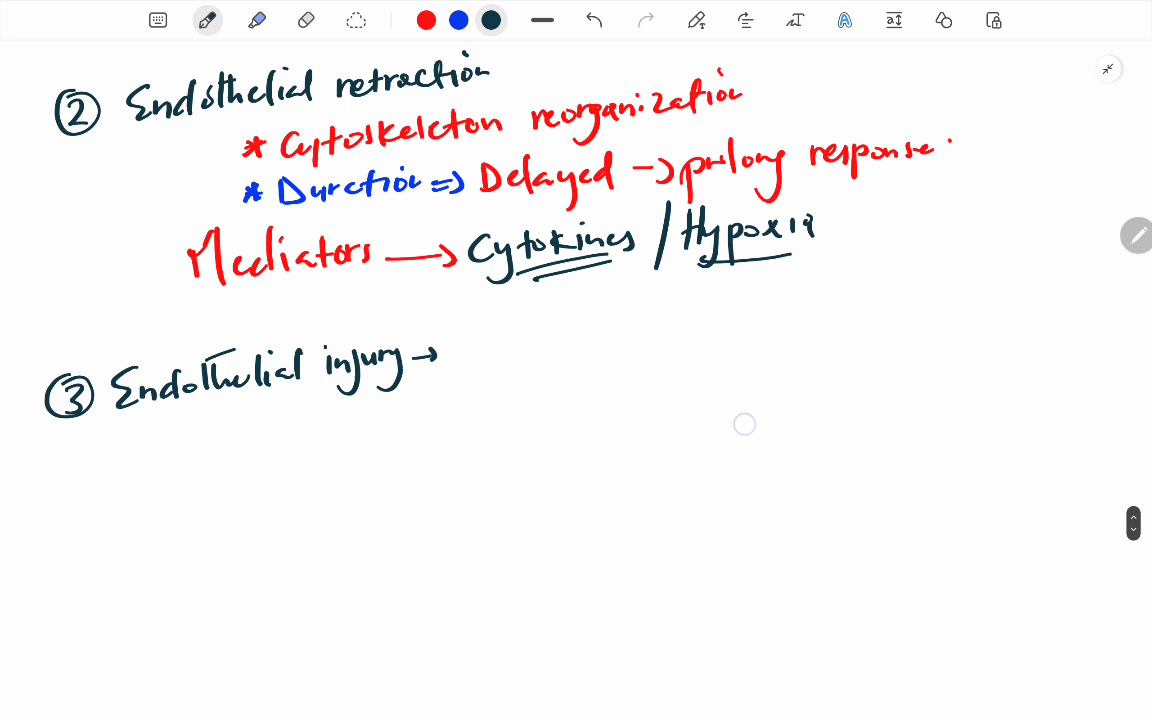 ② Endothelial retraction
* Cytoskeleton reorganization
* Duration => Delayed → prolong response.
Mediators → Cytokines / Hypoxia
③ Endothelial injury →